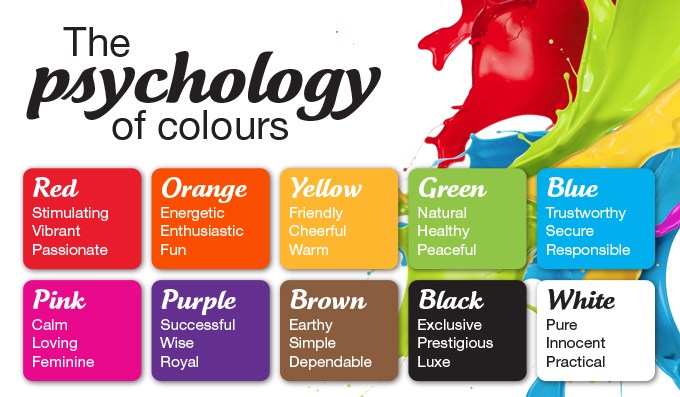 The
psychology
of colours
Red
Stimulating
Vibrant
Passionate
Orange
Energetic
Enthusiastic
Fun
Yellow
Friendly
Cheerful
Warm
Green
Natural
Healthy
Peaceful
Blue
Trustworthy
Secure
Responsible
Pink
Calm
Loving
Feminine
Purple
Successful
Wise
Royal
Brown
Earthy
Simple
Dependable
Black
Exclusive
Prestigious
Luxe
White
Pure
Innocent
Practical